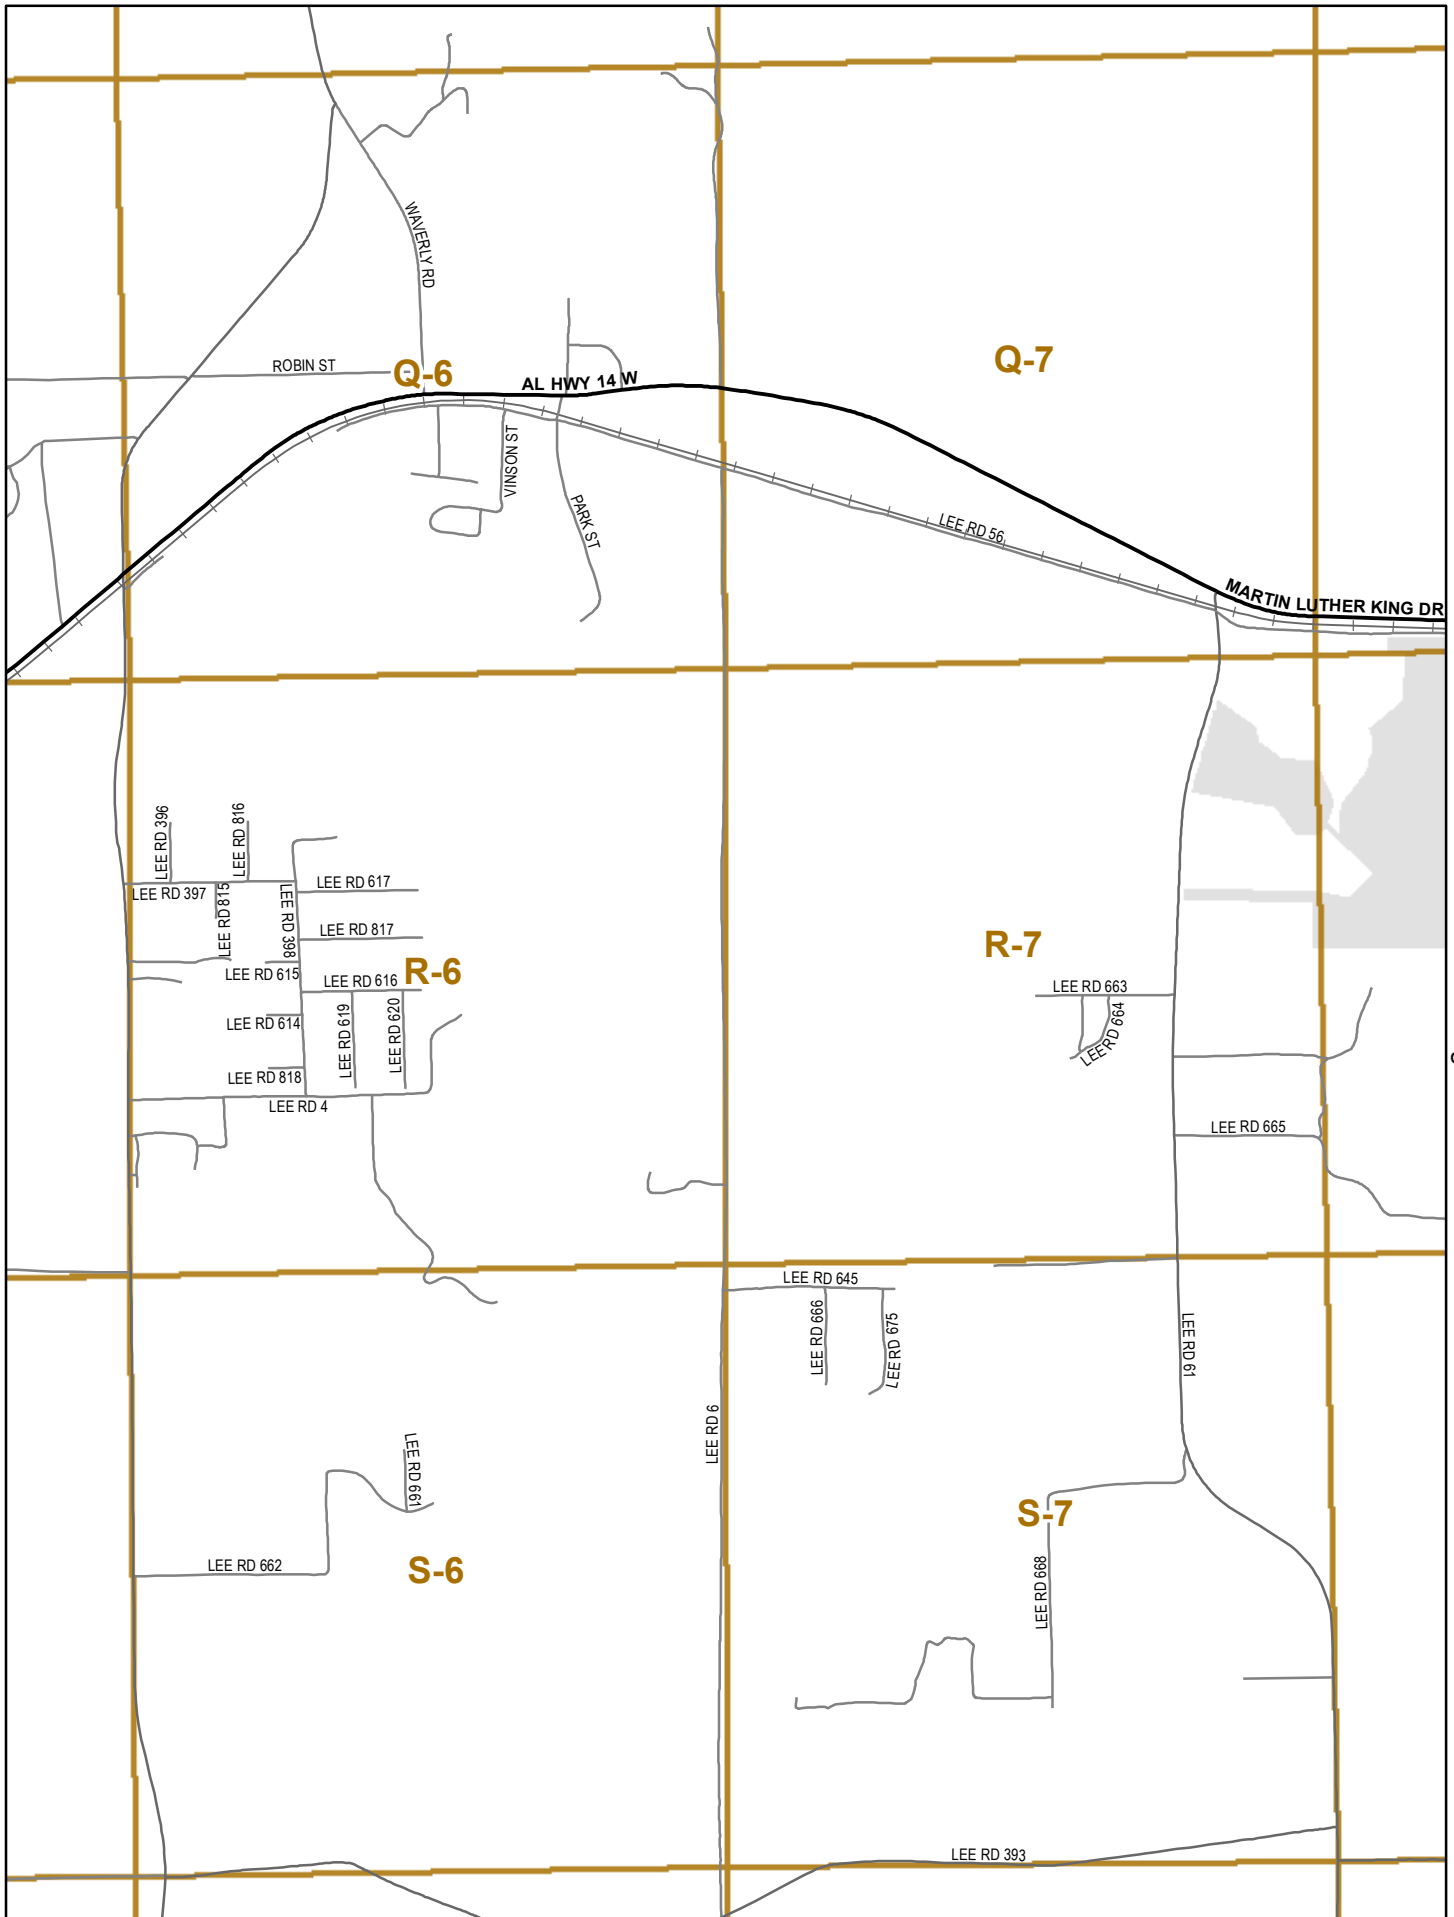 WAVERLY RD
ROBIN ST
Q-6
AL HWY 14 W
Q-7
VINSON ST
PARK ST
LEE RD 56
MARTIN LUTHER KING DR
LEE RD 396
LEE RD 816
LEE RD 397
LEE RD 815
LEE RD 398
LEE RD 617
LEE RD 817
LEE RD 615
R-6
R-7
LEE RD 616
LEE RD 663
LEE RD 614
LEE RD 619
LEE RD 620
LEE RD 664
LEE RD 818
LEE RD 4
LEE RD 665
LEE RD 645
LEE RD 666
LEE RD 675
LEE RD 61
LEE RD 6
LEE RD 661
S-7
LEE RD 662
S-6
LEE RD 668
LEE RD 393